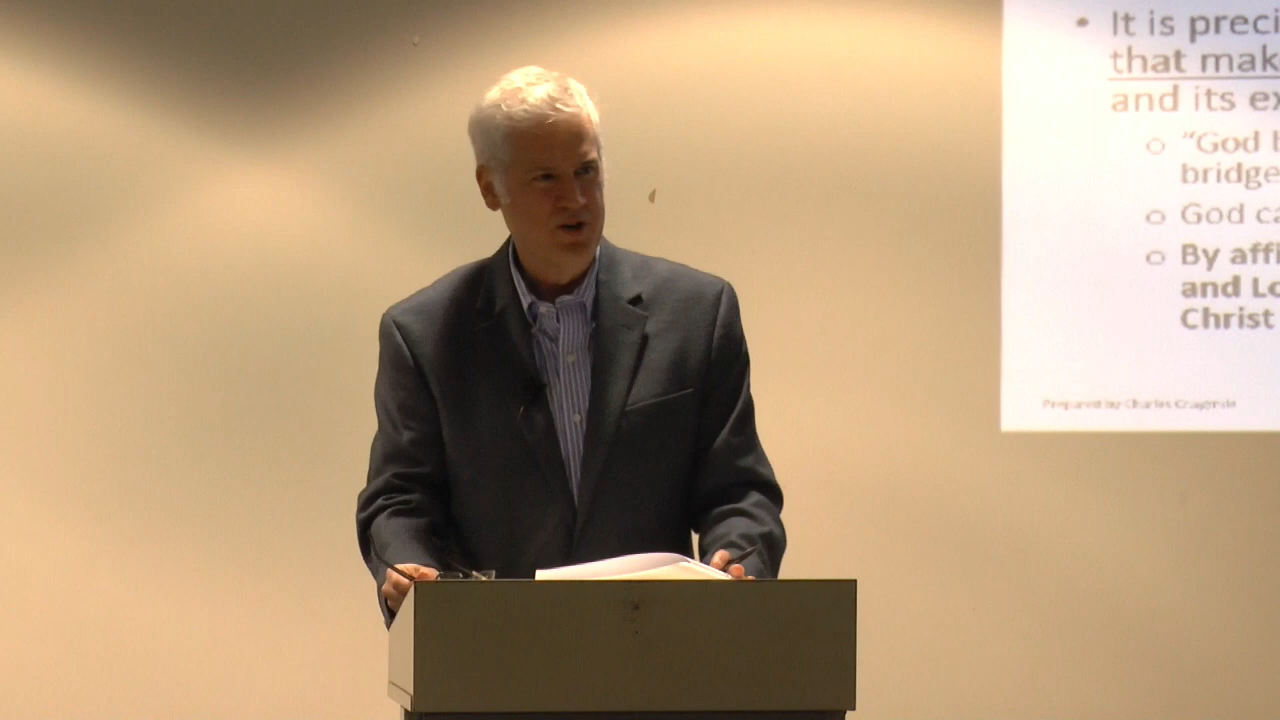 • It is preci
that mak
and its ex
o “God b
bridge
o God ca
o By affi
and Lo
Christ
Prepared by Charles